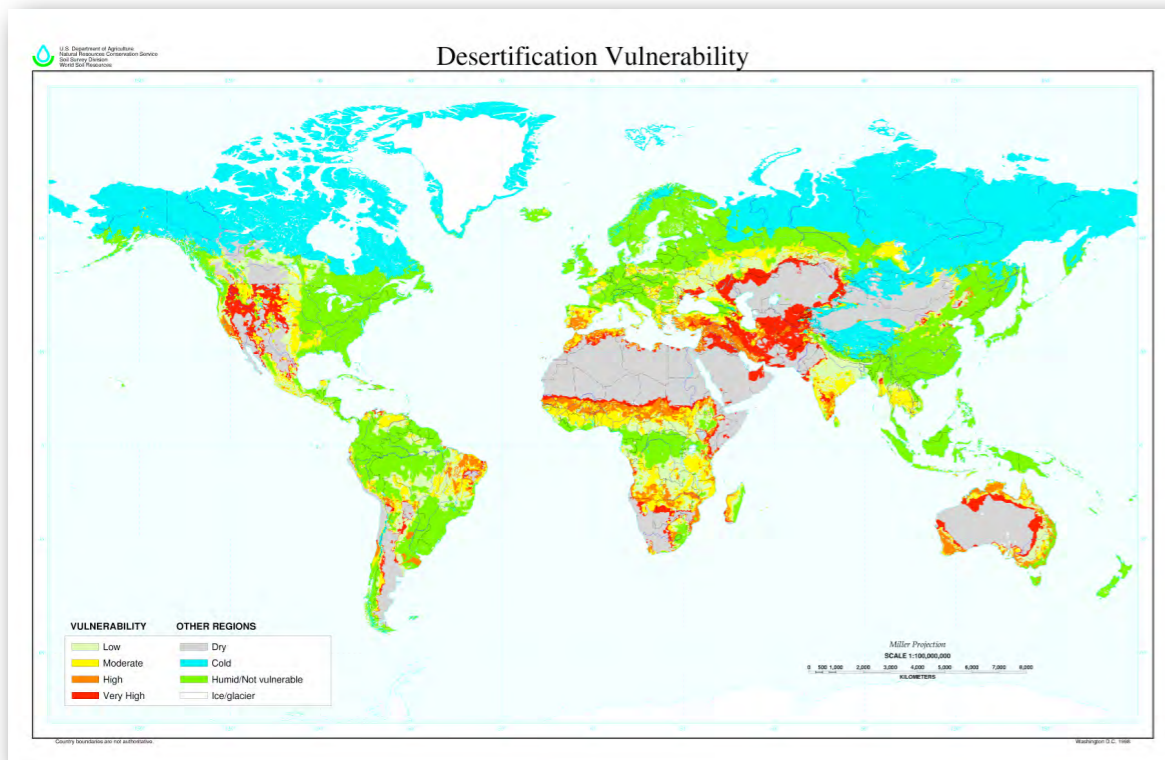 U.S. Department of Agriculture
Natural Resources Conservation Service
Soil Survey Division
World Soil Resources
Desertification Vulnerability
VULNERABILITY
Low
Moderate
High
Very High
OTHER REGIONS
Dry
Cold
Humid/Not vulnerable
Ice/glacier
Miller Projection
SCALE 1:100,000,000
0 500 1,000 2,000 3,000 4,000 5,000 6,000 7,000 8,000
KILOMETERS
Country boundaries are not authoritative.
Washington D.C. 1998